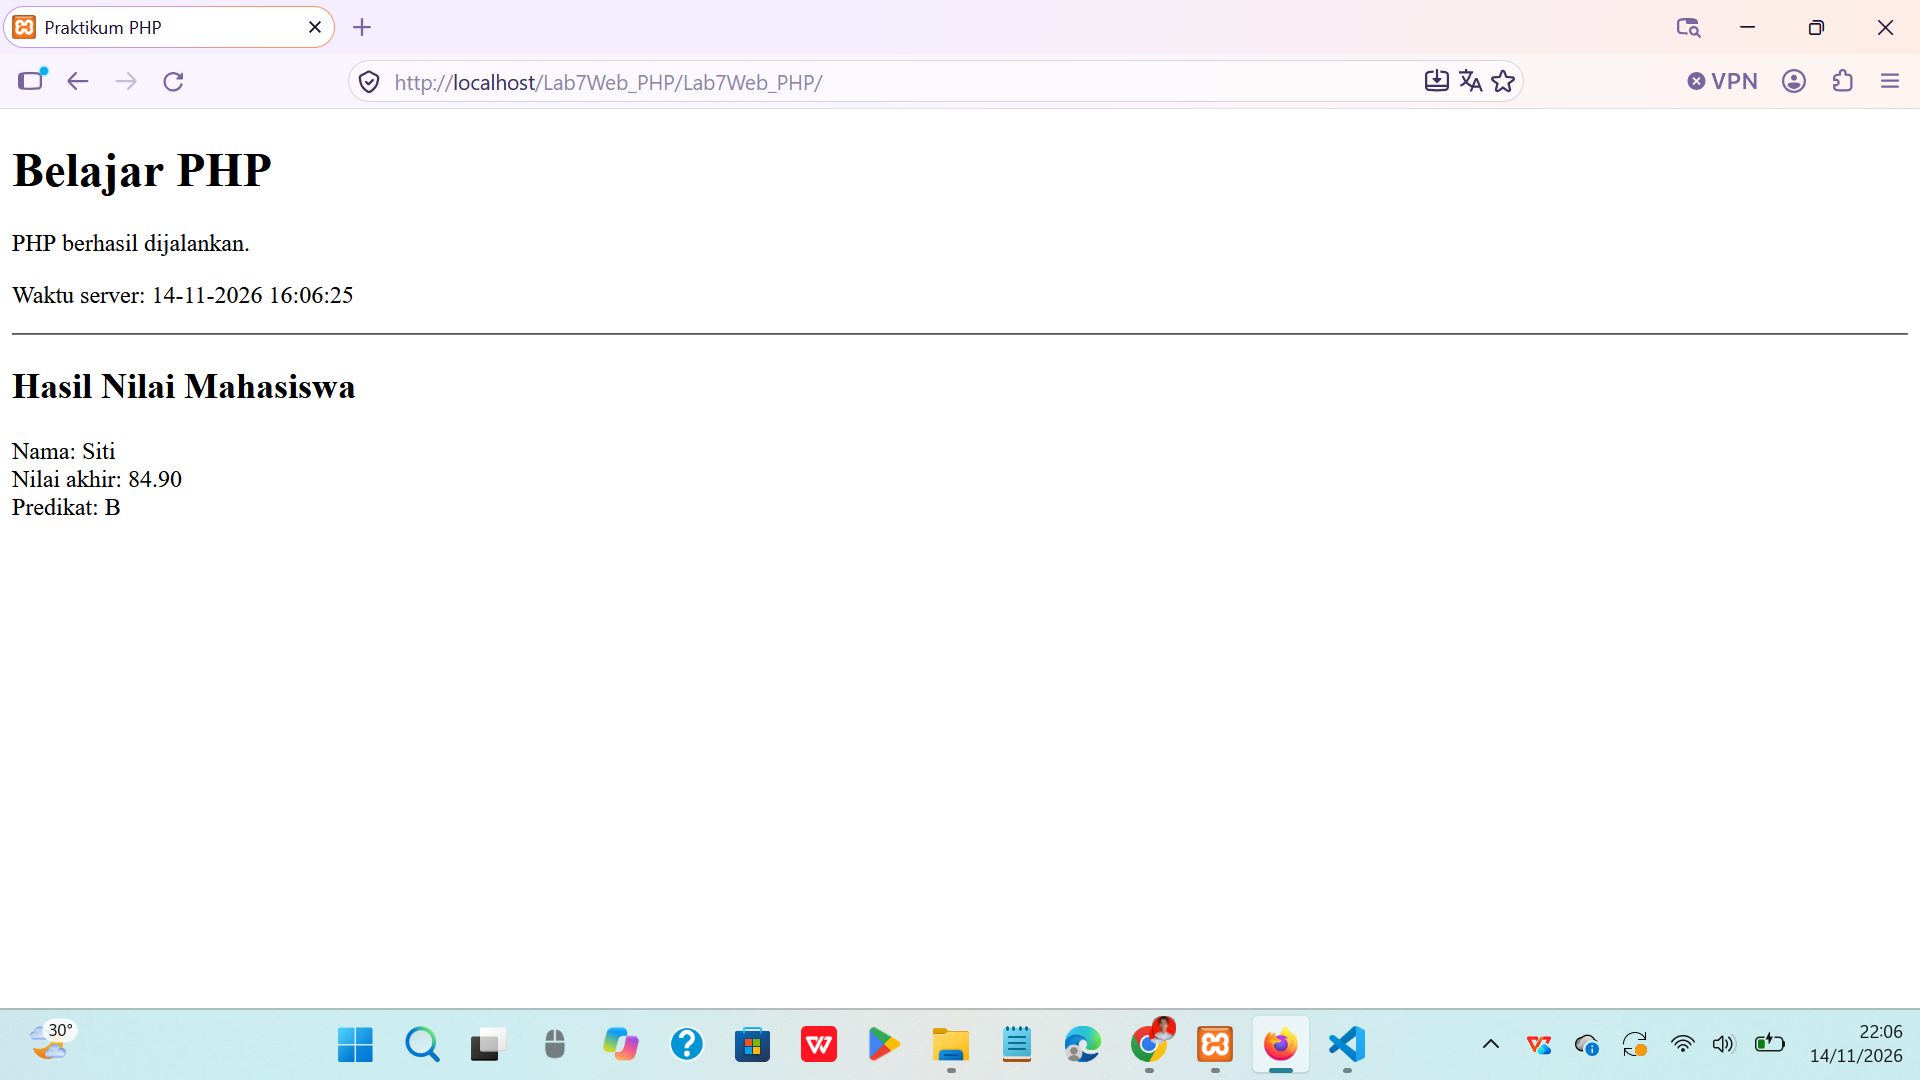 Praktikum PHP
http://localhost/Lab7Web_PHP/Lab7Web_PHP/
VPN
Belajar PHP
PHP berhasil dijalankan.
Waktu server: 14-11-2026 16:06:25
Hasil Nilai Mahasiswa
Nama: Siti
Nilai akhir: 84.90
Predikat: B
30°
22:06
14/11/2026